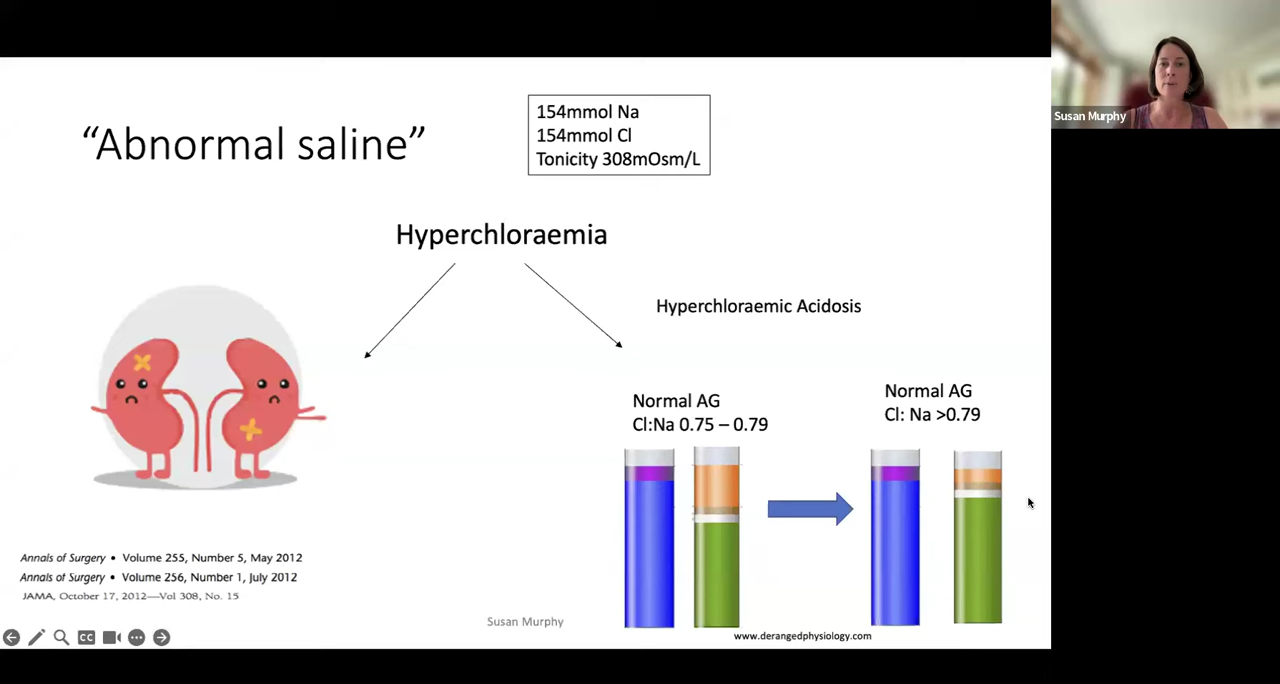 “Abnormal saline”
154mmol Na
154mmol Cl
Tonicity 308mOsm/L
Hyperchloraemia
Hyperchloraemic Acidosis
Normal AG
Cl:Na 0.75 – 0.79
Normal AG
Cl: Na >0.79
Annals of Surgery • Volume 255, Number 5, May 2012
Annals of Surgery • Volume 256, Number 1, July 2012
JAMA, October 17, 2012—Vol 308, No. 15
Susan Murphy
www.derangedphysiology.com
CC
Susan Murphy